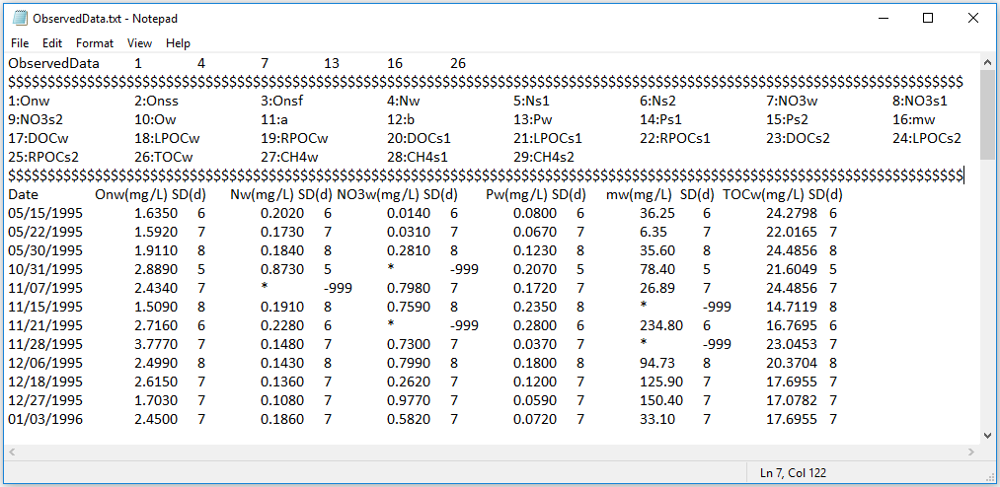 ObservedData.txt - Notepad
File Edit Format View Help
ObservedData 1 4 7 13 16 26
$$$$$$$$$$$$$$$$$$$$$$$$$$$$$$$$$$$$$$$$$$$$$$$$$$$$$$$$$$$$$$$$$$$$$$$$$$$$$$$$$$$$$$$$$$$$$$$$$$$$$$$$$$$$$$$$$$$$$$$$$
1:Onw 2:Onss 3:Onsf 4:Nw 5:Ns1 6:Ns2 7:NO3w 8:NO3s1
9:NO3s2 10:Ow 11:a 12:b 13:Pw 14:Ps1 15:Ps2 16:mw
17:DOCw 18:LPOCw 19:RPOCw 20:DOCs1 21:LPOCs1 22:RPOCs1 23:DOCs2 24:LPOCs2
25:RPOCs2 26:TOCw 27:CH4w 28:CH4s1 29:CH4s2
$$$$$$$$$$$$$$$$$$$$$$$$$$$$$$$$$$$$$$$$$$$$$$$$$$$$$$$$$$$$$$$$$$$$$$$$$$$$$$$$$$$$$$$$$$$$$$$$$$$$$$$$$$$$$$$$$$$$$$$$$
Date Onw(mg/L) SD(d) Nw(mg/L) SD(d) NO3w(mg/L) SD(d) Pw(mg/L) SD(d) mw(mg/L) SD(d) TOCw(mg/L) SD(d)
05/15/1995 1.6350 6 0.2020 6 0.0140 6 0.0800 6 36.25 6 24.2798 6
05/22/1995 1.5920 7 0.1730 7 0.0310 7 0.0670 7 6.35 7 22.0165 7
05/30/1995 1.9110 8 0.1840 8 0.2810 8 0.1230 8 35.60 8 24.4856 8
10/31/1995 2.8890 5 0.8730 5 * -999 0.2070 5 78.40 5 21.6049 5
11/07/1995 2.4340 7 * -999 0.7980 7 0.1720 7 26.89 7 24.4856 7
11/15/1995 1.5090 8 0.1910 8 0.7590 8 0.2350 8 * -999 14.7119 8
11/21/1995 2.7160 6 0.2280 6 * -999 0.2800 6 234.80 6 16.7695 6
11/28/1995 3.7770 7 0.1480 7 0.7300 7 0.0370 7 * -999 23.0453 7
12/06/1995 2.4990 8 0.1430 8 0.7990 8 0.1800 8 94.73 8 20.3704 8
12/18/1995 2.6150 7 0.1360 7 0.2620 7 0.1200 7 125.90 7 17.6955 7
12/27/1995 1.7030 7 0.1080 7 0.9770 7 0.0590 7 150.40 7 17.0782 7
01/03/1996 2.4500 7 0.1860 7 0.5820 7 0.0720 7 33.10 7 17.6955 7
Ln 7, Col 122